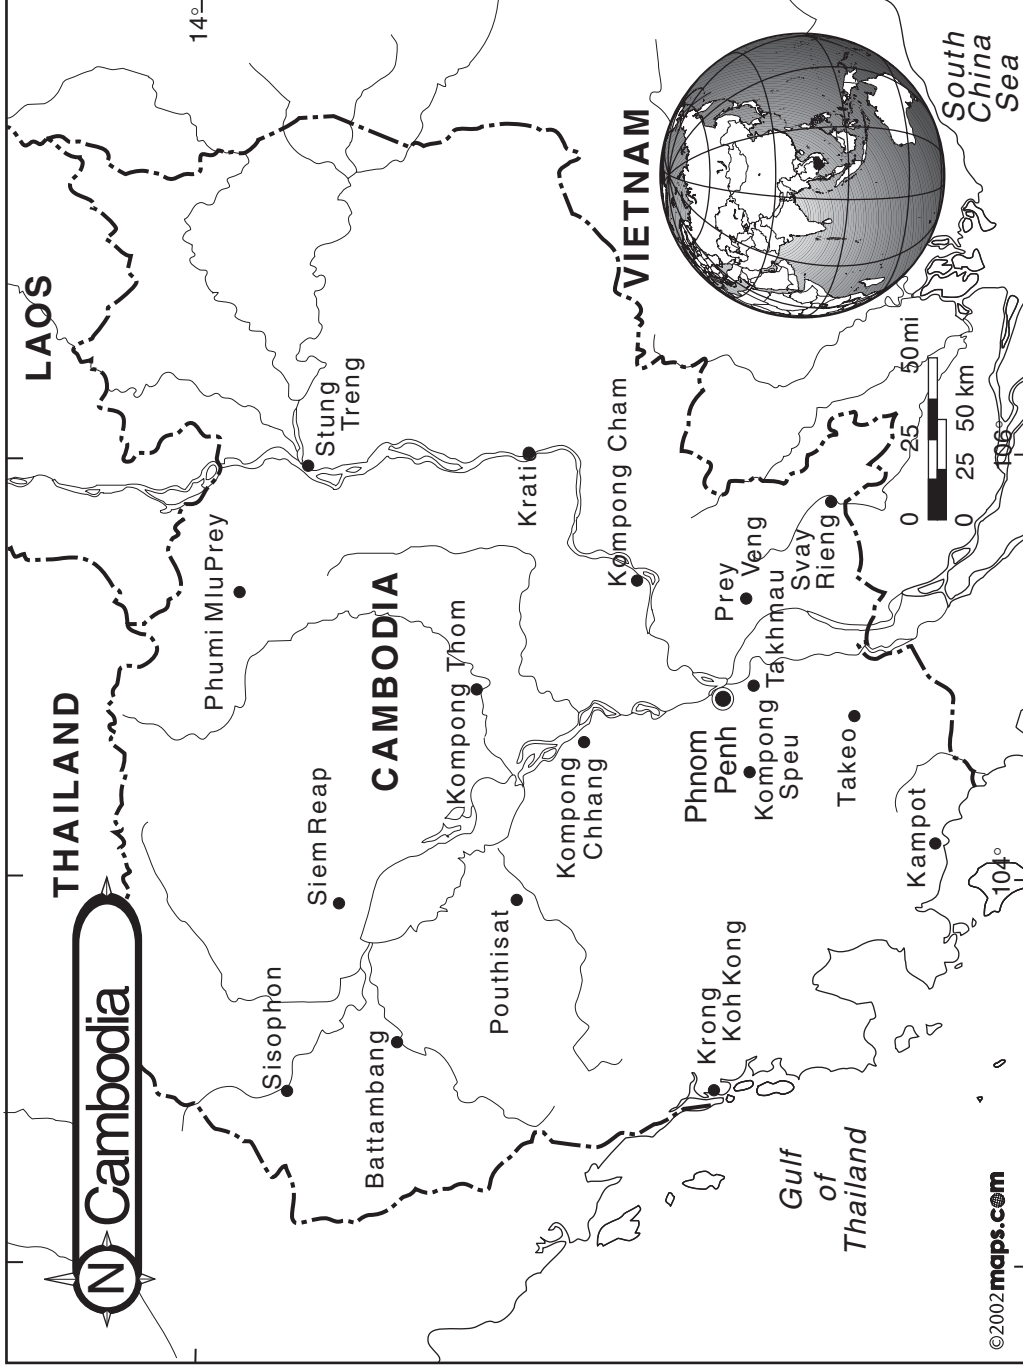 N Cambodia
THAILAND
LAOS
14°
Phumi Mlu Prey
Stung
Treng
Siem Reap
Sisophon
CAMBODIA
Battambang
Kompong Thom
Krati
Pouthisat
Kompong
Chhang
Kompong Cham
VIETNAM
Phnom
Penh
Prey
Veng
Krong
Koh Kong
Kompong
Speu
Takhmau
Svay
Rieng
Takeo
Kampot
Gulf
of
Thailand
South
China
Sea
0 25 50 mi
0 25 50 km
104°
106°
©2002 maps.com